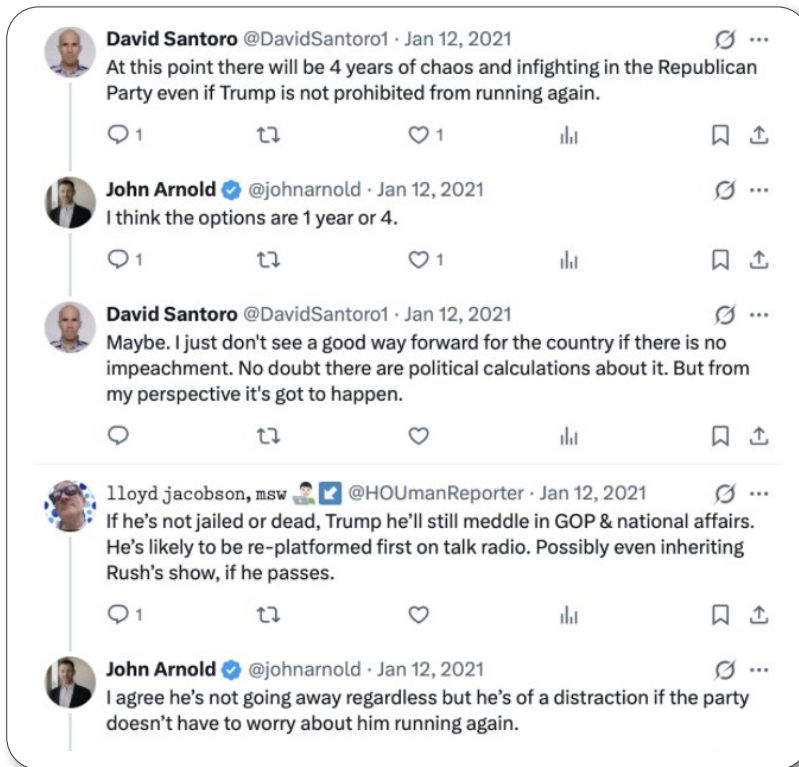 David Santoro @DavidSantoro1 · Jan 12, 2021
At this point there will be 4 years of chaos and infighting in the Republican
Party even if Trump is not prohibited from running again.
1 1
John Arnold @johnarnold · Jan 12, 2021
I think the options are 1 year or 4.
1 1
David Santoro @DavidSantoro1 · Jan 12, 2021
Maybe. I just don't see a good way forward for the country if there is no
impeachment. No doubt there are political calculations about it. But from
my perspective it's got to happen.
lloyd jacobson, msw 👨🏻‍💻↙️ @HOUmanReporter · Jan 12, 2021
If he’s not jailed or dead, Trump he’ll still meddle in GOP & national affairs.
He’s likely to be re-platformed first on talk radio. Possibly even inheriting
Rush’s show, if he passes.
1
John Arnold @johnarnold · Jan 12, 2021
I agree he’s not going away regardless but he’s of a distraction if the party
doesn’t have to worry about him running again.